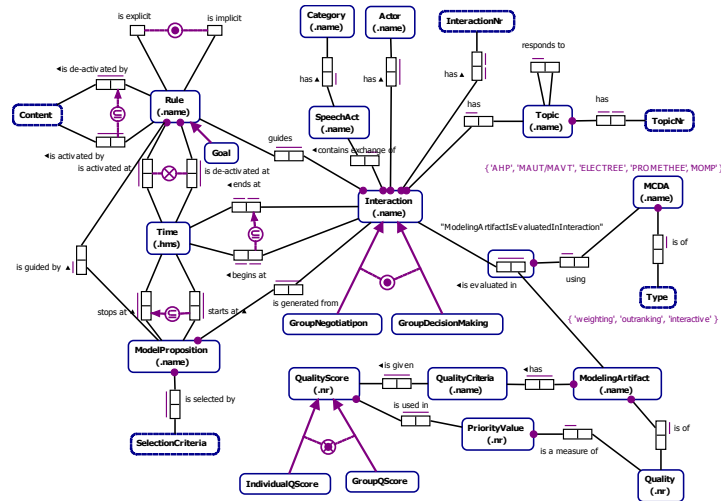 is explicit
is implicit
Category
(.name)
Actor
(.name)
InteractionNr
responds to
◄is de-activated by
has ▲
has ▲
has ▲
has
Topic
(.name)
has
TopicNr
Content
Rule
(.name)
SpeechAct
(.name)
◄is activated by
is activated at
Goal
guides
◄contains exchange of
is de-activated at
◄ends at
{ 'AHP', 'MAUT/MAVT', 'ELECTREE', 'PROMETHEE', 'MOMP' }
Interaction
(.name)
MCDA
(.name)
Time
(.hms)
"ModelingArtifactIsEvaluatedInInteraction"
is guided by ▲
◄begins at
◄is evaluated in
using
is of
Type
stops at ▲
starts at ▲
is generated from
GroupNegotiatipon
GroupDecisionMaking
{ 'weighting', 'outranking', 'interactive' }
ModelProposition
(.name)
◄is given
◄has
QualityScore
(.nr)
QualityCriteria
(.name)
ModelingArtifact
(.name)
is selected by
is used in
PriorityValue
(.nr)
is of
SelectionCriteria
is a measure of
IndividualQScore
GroupQScore
Quality
(.nr)